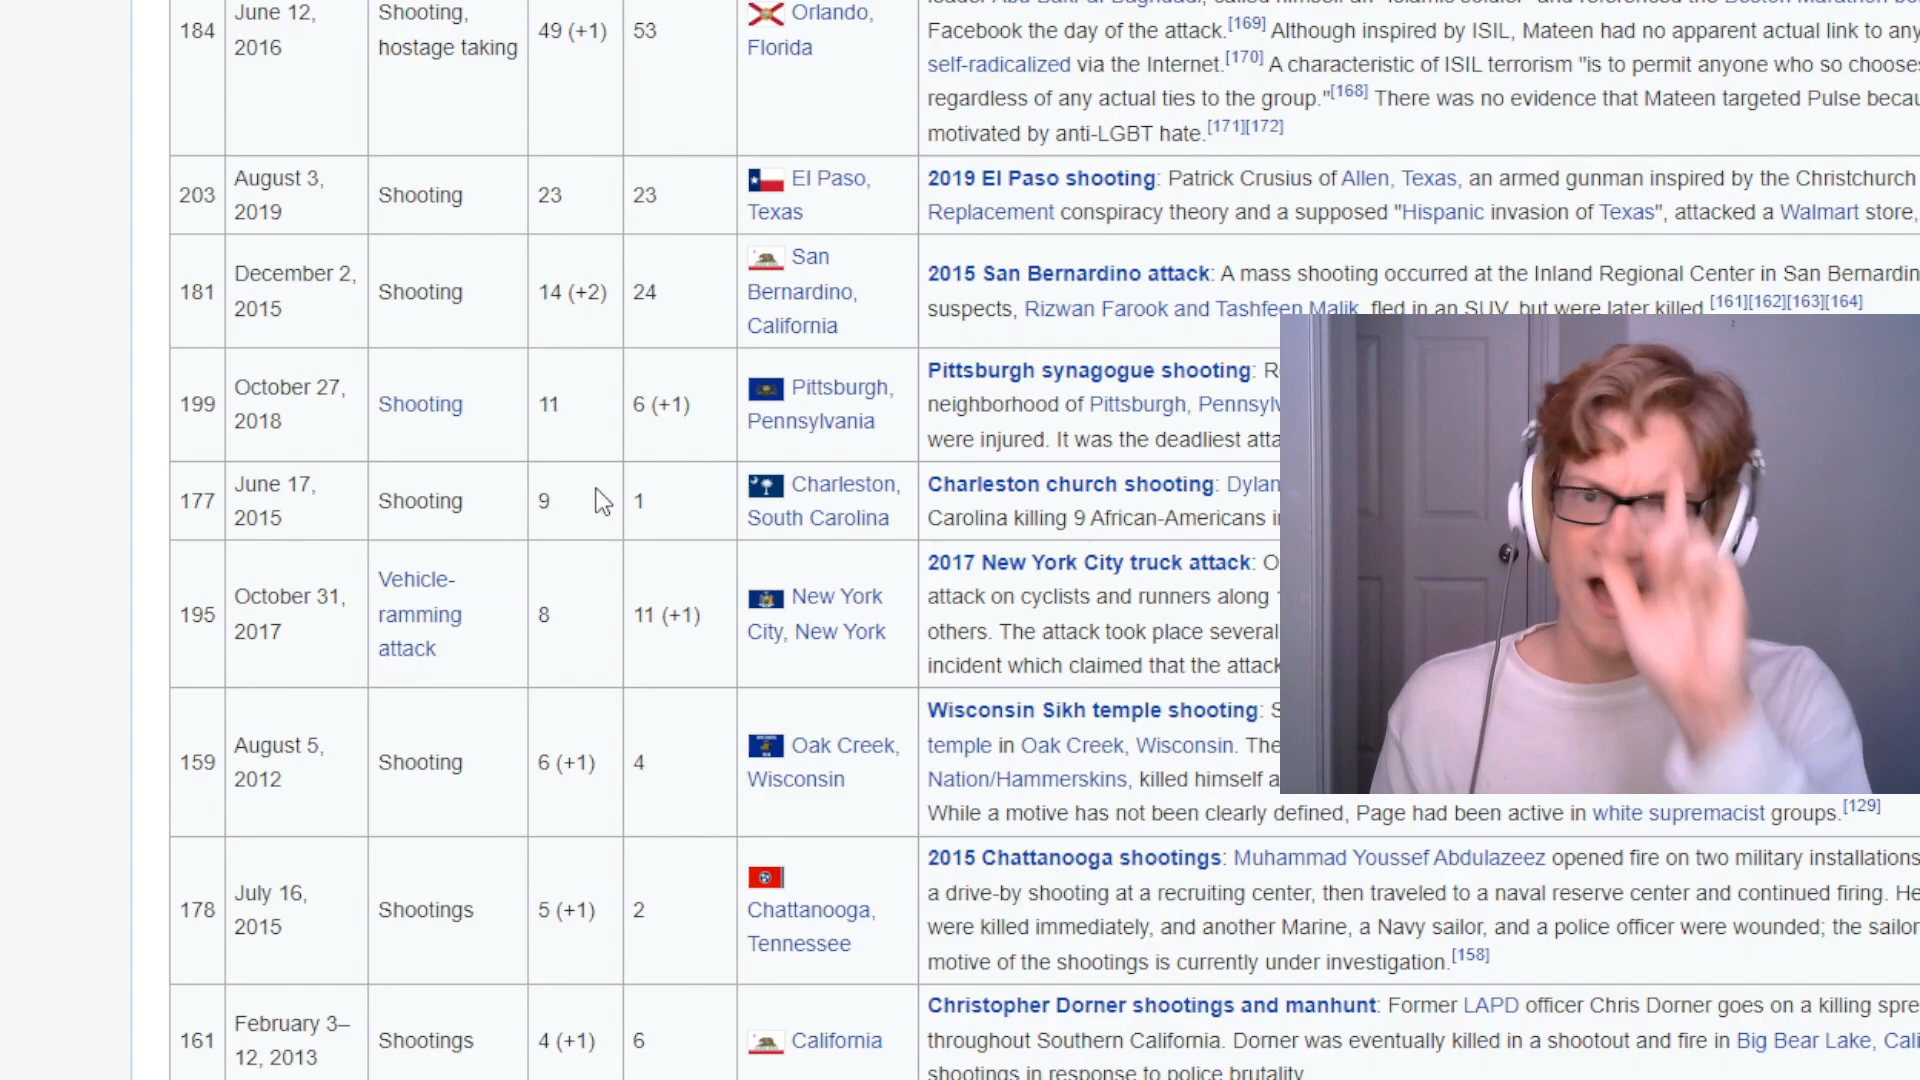 184
June 12,
2016
Shooting,
hostage taking
49 (+1)
53
Orlando,
Florida
Facebook the day of the attack.[169] Although inspired by ISIL, Mateen had no apparent actual link to any
self-radicalized via the Internet.[170] A characteristic of ISIL terrorism "is to permit anyone who so chooses
regardless of any actual ties to the group."[168] There was no evidence that Mateen targeted Pulse becau
motivated by anti-LGBT hate.[171][172]
203
August 3,
2019
Shooting
23
23
El Paso,
Texas
2019 El Paso shooting: Patrick Crusius of Allen, Texas, an armed gunman inspired by the Christchurch
Replacement conspiracy theory and a supposed "Hispanic invasion of Texas", attacked a Walmart store,
181
December 2,
2015
Shooting
14 (+2)
24
San
Bernardino,
California
2015 San Bernardino attack: A mass shooting occurred at the Inland Regional Center in San Bernardin
suspects, Rizwan Farook and Tashfeen Malik, fled in an SUV, but were later killed.[161][162][163][164]
199
October 27,
2018
Shooting
11
6 (+1)
Pittsburgh,
Pennsylvania
Pittsburgh synagogue shooting: R
neighborhood of Pittsburgh, Pennsylv
were injured. It was the deadliest atta
177
June 17,
2015
Shooting
9
1
Charleston,
South Carolina
Charleston church shooting: Dylan
Carolina killing 9 African-Americans i
195
October 31,
2017
Vehicle-
ramming
attack
8
11 (+1)
New York
City, New York
2017 New York City truck attack: O
attack on cyclists and runners along
others. The attack took place several
incident which claimed that the attack
159
August 5,
2012
Shooting
6 (+1)
4
Oak Creek,
Wisconsin
Wisconsin Sikh temple shooting: S
temple in Oak Creek, Wisconsin. The
Nation/Hammerskins, killed himself a
While a motive has not been clearly defined, Page had been active in white supremacist groups.[129]
178
July 16,
2015
Shootings
5 (+1)
2
Chattanooga,
Tennessee
2015 Chattanooga shootings: Muhammad Youssef Abdulazeez opened fire on two military installations
a drive-by shooting at a recruiting center, then traveled to a naval reserve center and continued firing. He
were killed immediately, and another Marine, a Navy sailor, and a police officer were wounded; the sailor
motive of the shootings is currently under investigation.[158]
161
February 3–
12, 2013
Shootings
4 (+1)
6
California
Christopher Dorner shootings and manhunt: Former LAPD officer Chris Dorner goes on a killing spre
throughout Southern California. Dorner was eventually killed in a shootout and fire in Big Bear Lake, Cali
shootings in response to police brutality